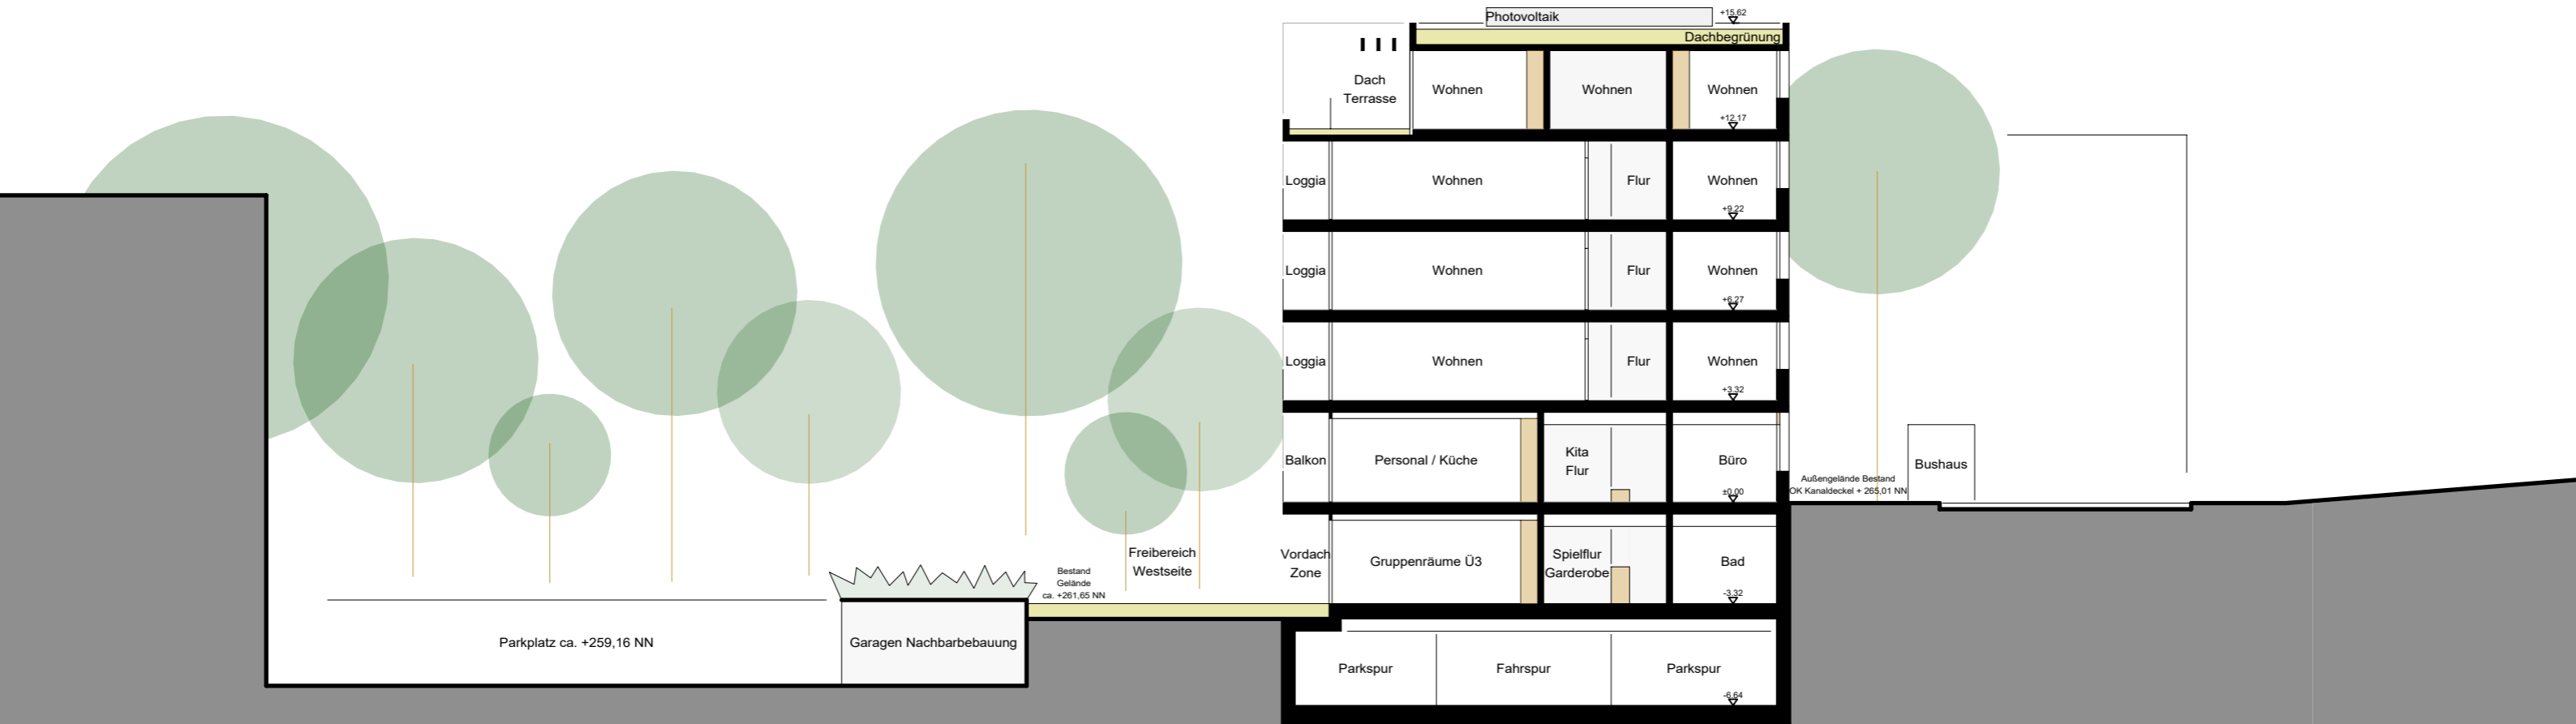 Photovoltaik
+15,62
Dachbegrünung
Dach
Terrasse
Wohnen
Wohnen
Wohnen
+12,17
Loggia
Wohnen
Flur
Wohnen
+9,22
Loggia
Wohnen
Flur
Wohnen
+6,27
Loggia
Wohnen
Flur
Wohnen
+3,32
Balkon
Personal / Küche
Kita
Flur
Büro
±0,00
Außengelände Bestand
OK Kanaldeckel + 265,01 NN
Bushaus
Bestand
Gelände
ca. +261,65 NN
Freibereich
Westseite
Vordach
Zone
Gruppenräume Ü3
Spielflur
Garderobe
Bad
-3,32
Parkplatz ca. +259,16 NN
Garagen Nachbarbebauung
Parkspur
Fahrspur
Parkspur
-6,64